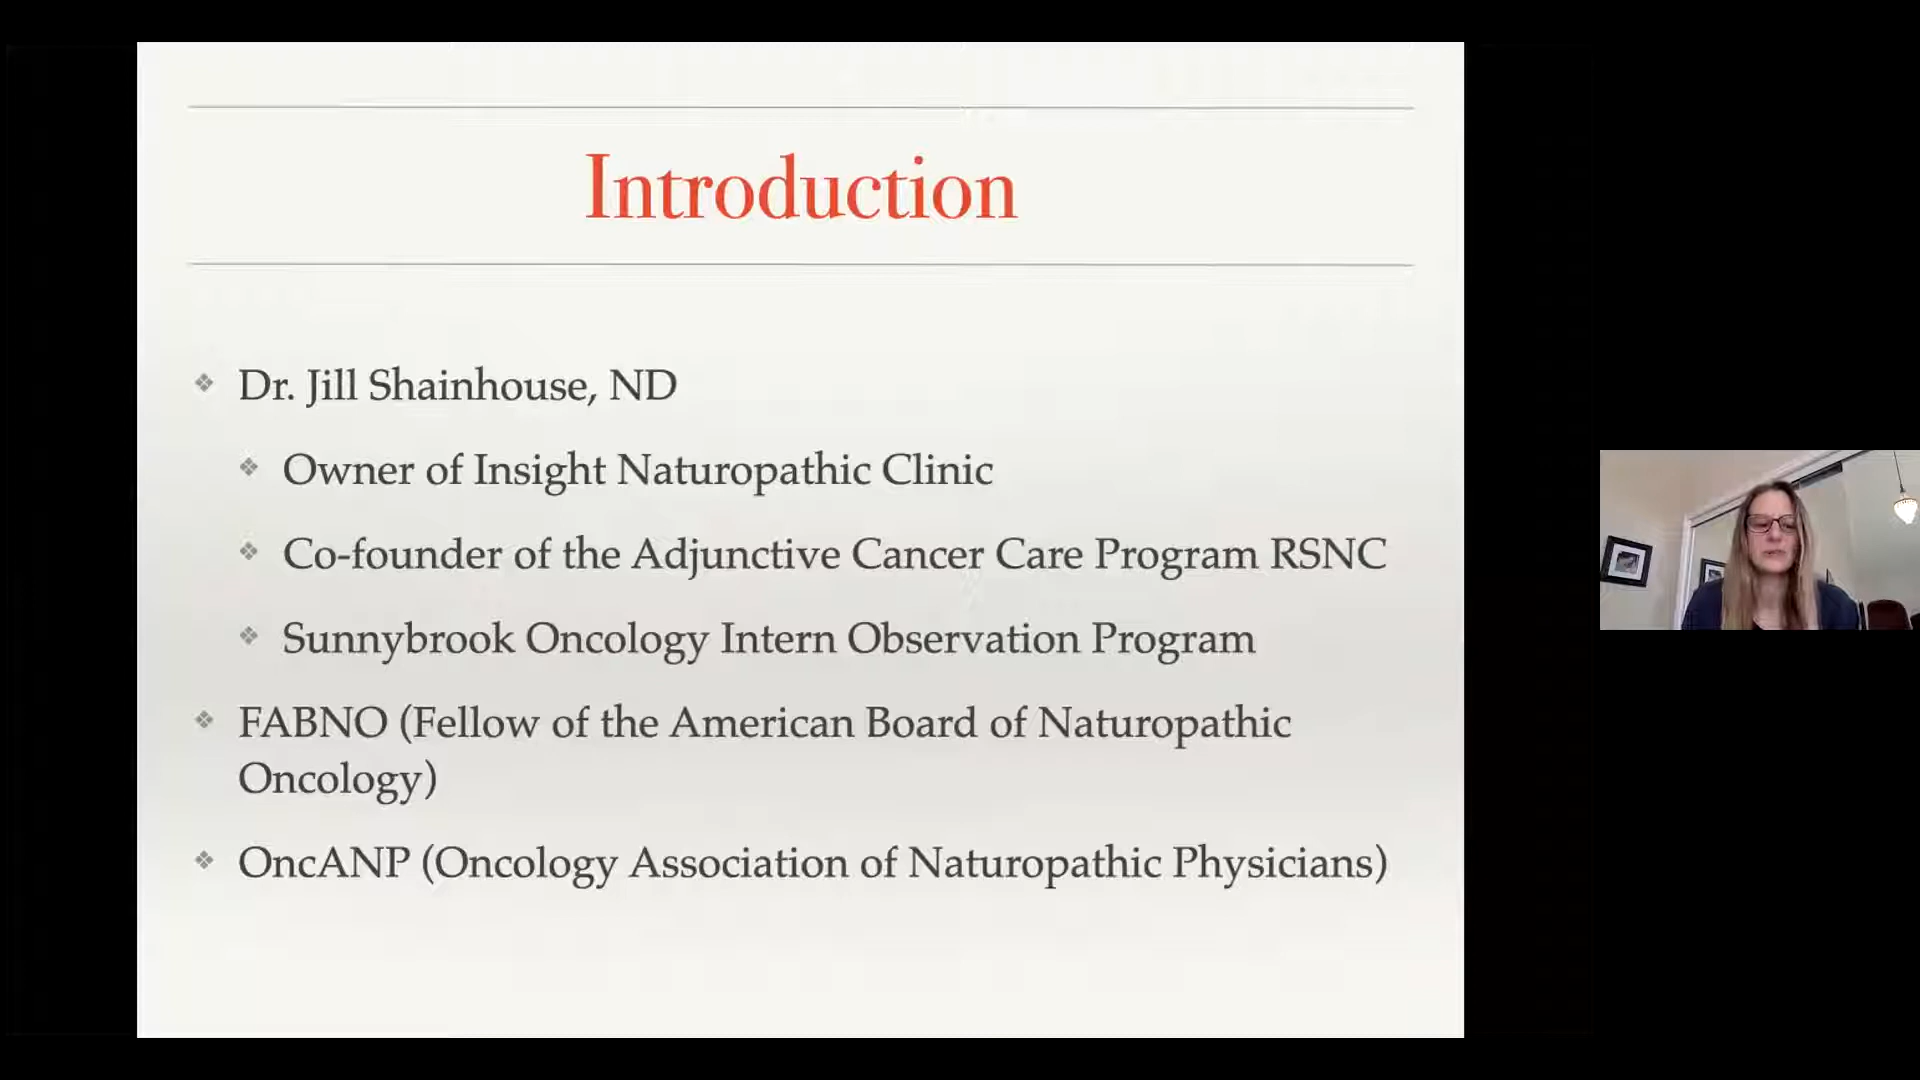 Introduction
Dr. Jill Shainhouse, ND
Owner of Insight Naturopathic Clinic
Co-founder of the Adjunctive Cancer Care Program RSNC
Sunnybrook Oncology Intern Observation Program
FABNO (Fellow of the American Board of Naturopathic
Oncology)
OncANP (Oncology Association of Naturopathic Physicians)